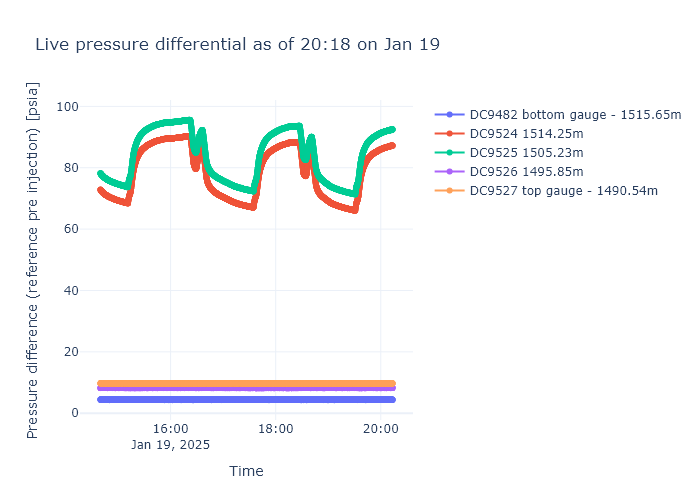 Live pressure differential as of 20:18 on Jan 19
Pressure difference (reference pre injection) [psia]
100
80
60
40
20
0
16:00
Jan 19, 2025
18:00
20:00
Time
DC9482 bottom gauge - 1515.65m
DC9524 1514.25m
DC9525 1505.23m
DC9526 1495.85m
DC9527 top gauge - 1490.54m